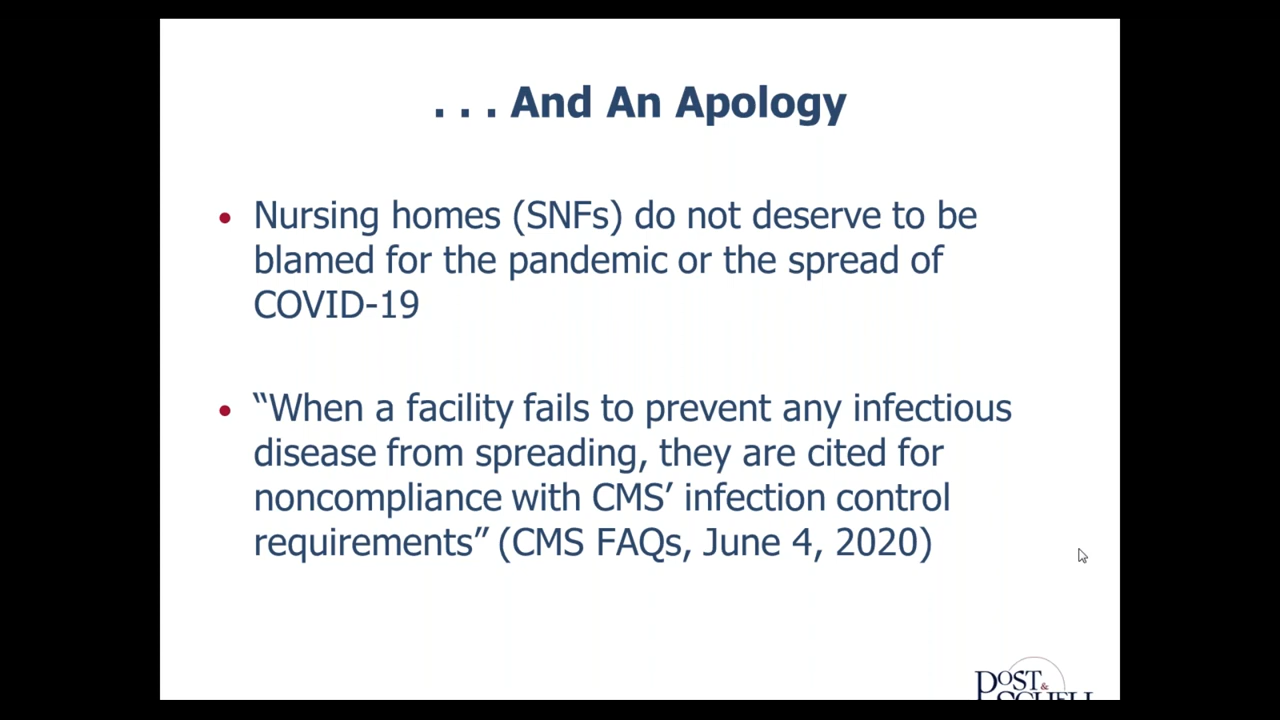 . . . And An Apology
• Nursing homes (SNFs) do not deserve to be
blamed for the pandemic or the spread of
COVID-19
• “When a facility fails to prevent any infectious
disease from spreading, they are cited for
noncompliance with CMS’ infection control
requirements” (CMS FAQs, June 4, 2020)
POST &
SCHELL